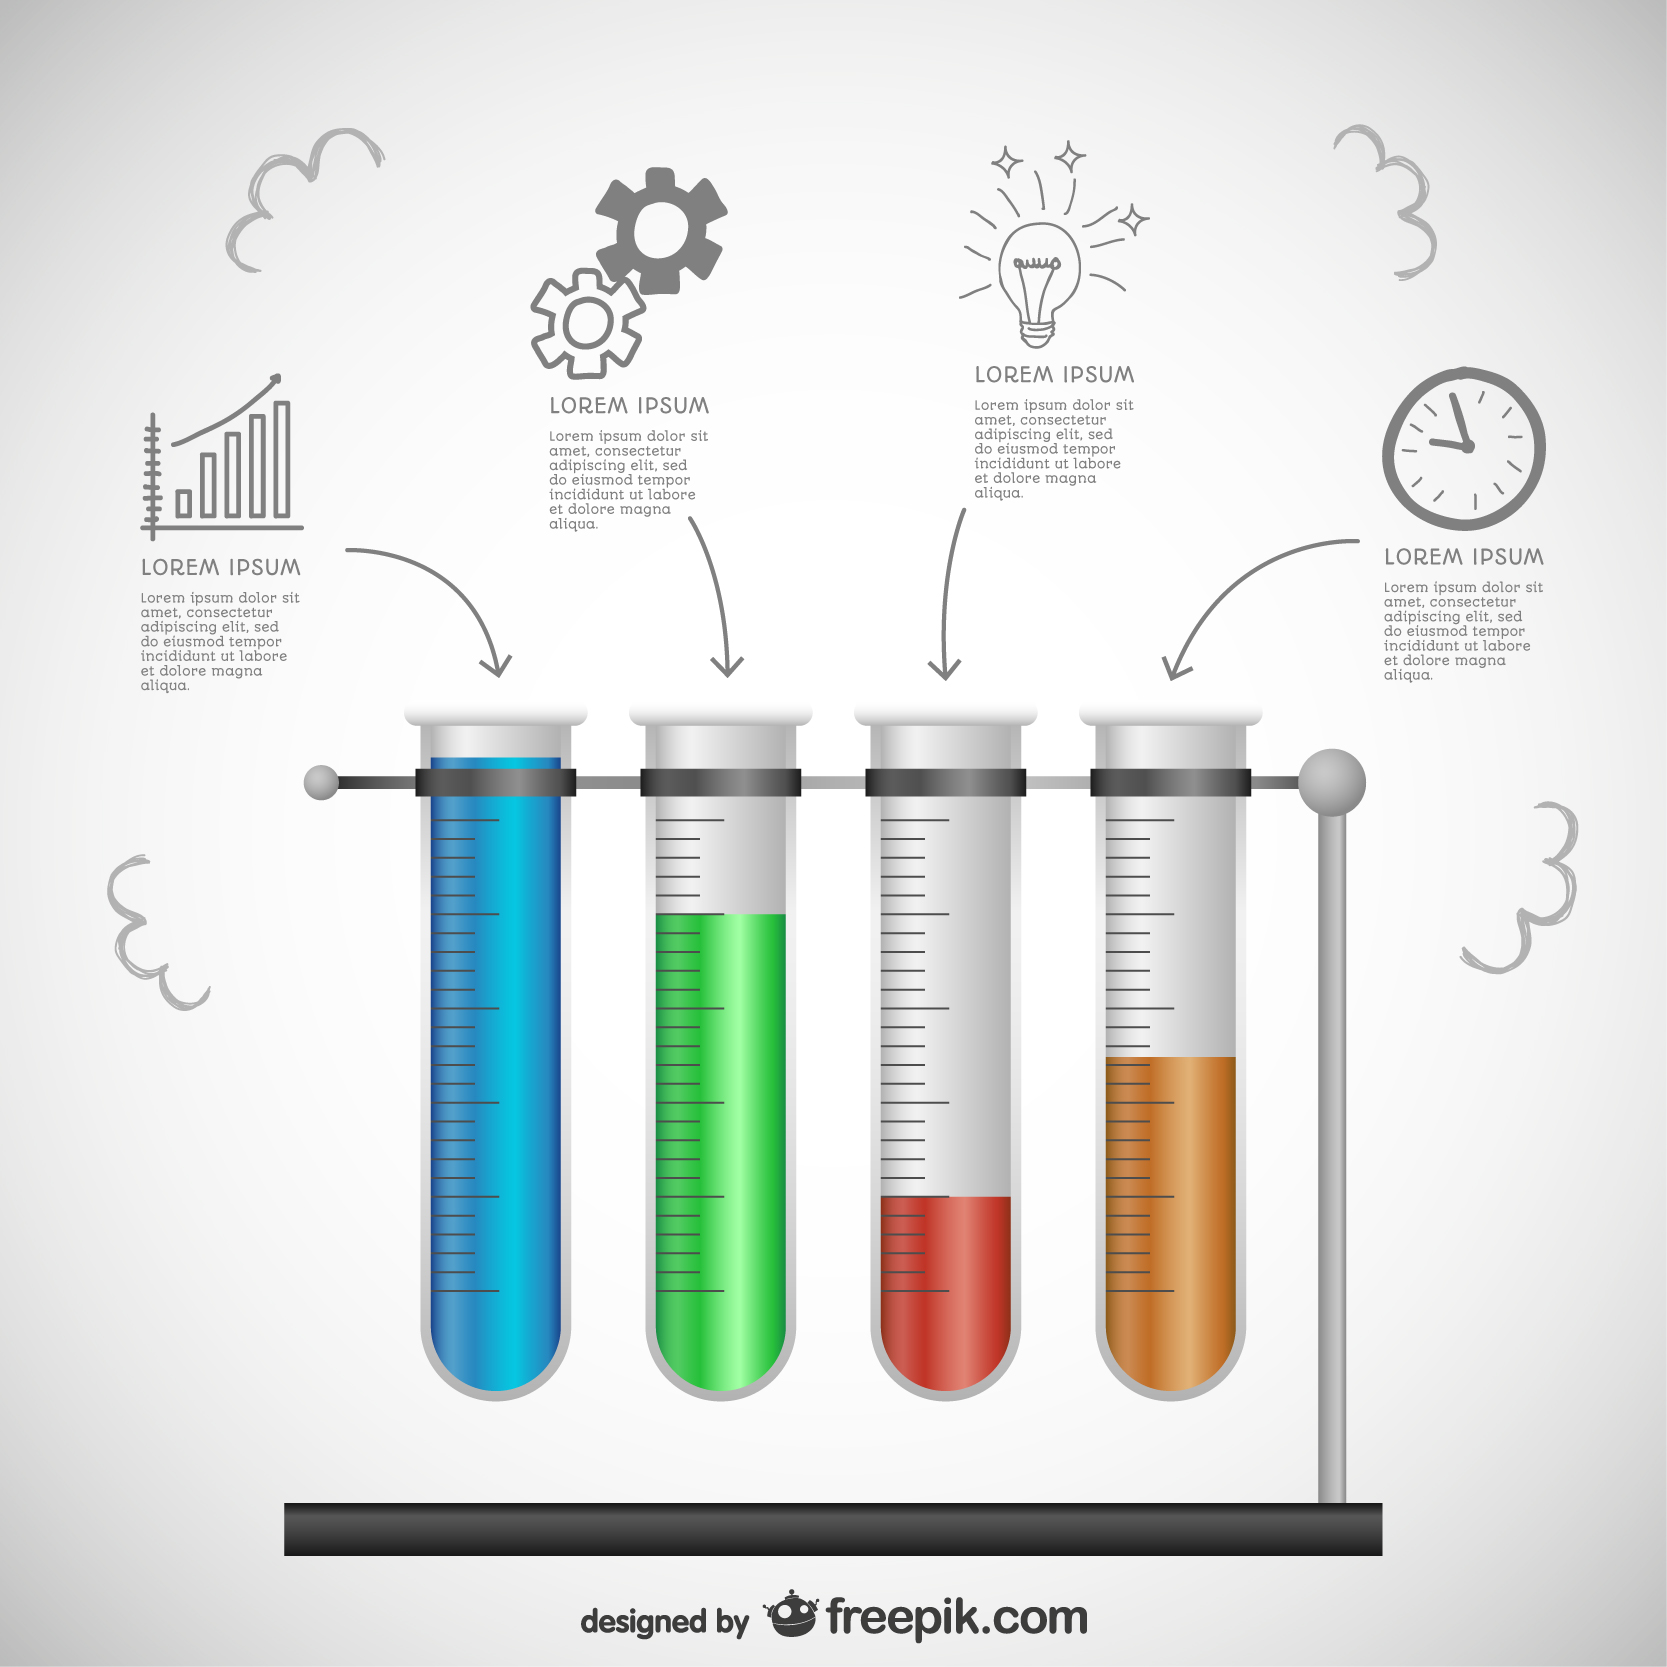 LOREM IPSUM
Lorem ipsum dolor sit
amet, consectetur
adipiscing elit, sed
do eiusmod tempor
incididunt ut labore
et dolore magna
aliqua.
LOREM IPSUM
Lorem ipsum dolor sit
amet, consectetur
adipiscing elit, sed
do eiusmod tempor
incididunt ut labore
et dolore magna
aliqua.
LOREM IPSUM
Lorem ipsum dolor sit
amet, consectetur
adipiscing elit, sed
do eiusmod tempor
incididunt ut labore
et dolore magna
aliqua.
LOREM IPSUM
Lorem ipsum dolor sit
amet, consectetur
adipiscing elit, sed
do eiusmod tempor
incididunt ut labore
et dolore magna
aliqua.
designed by freepik.com